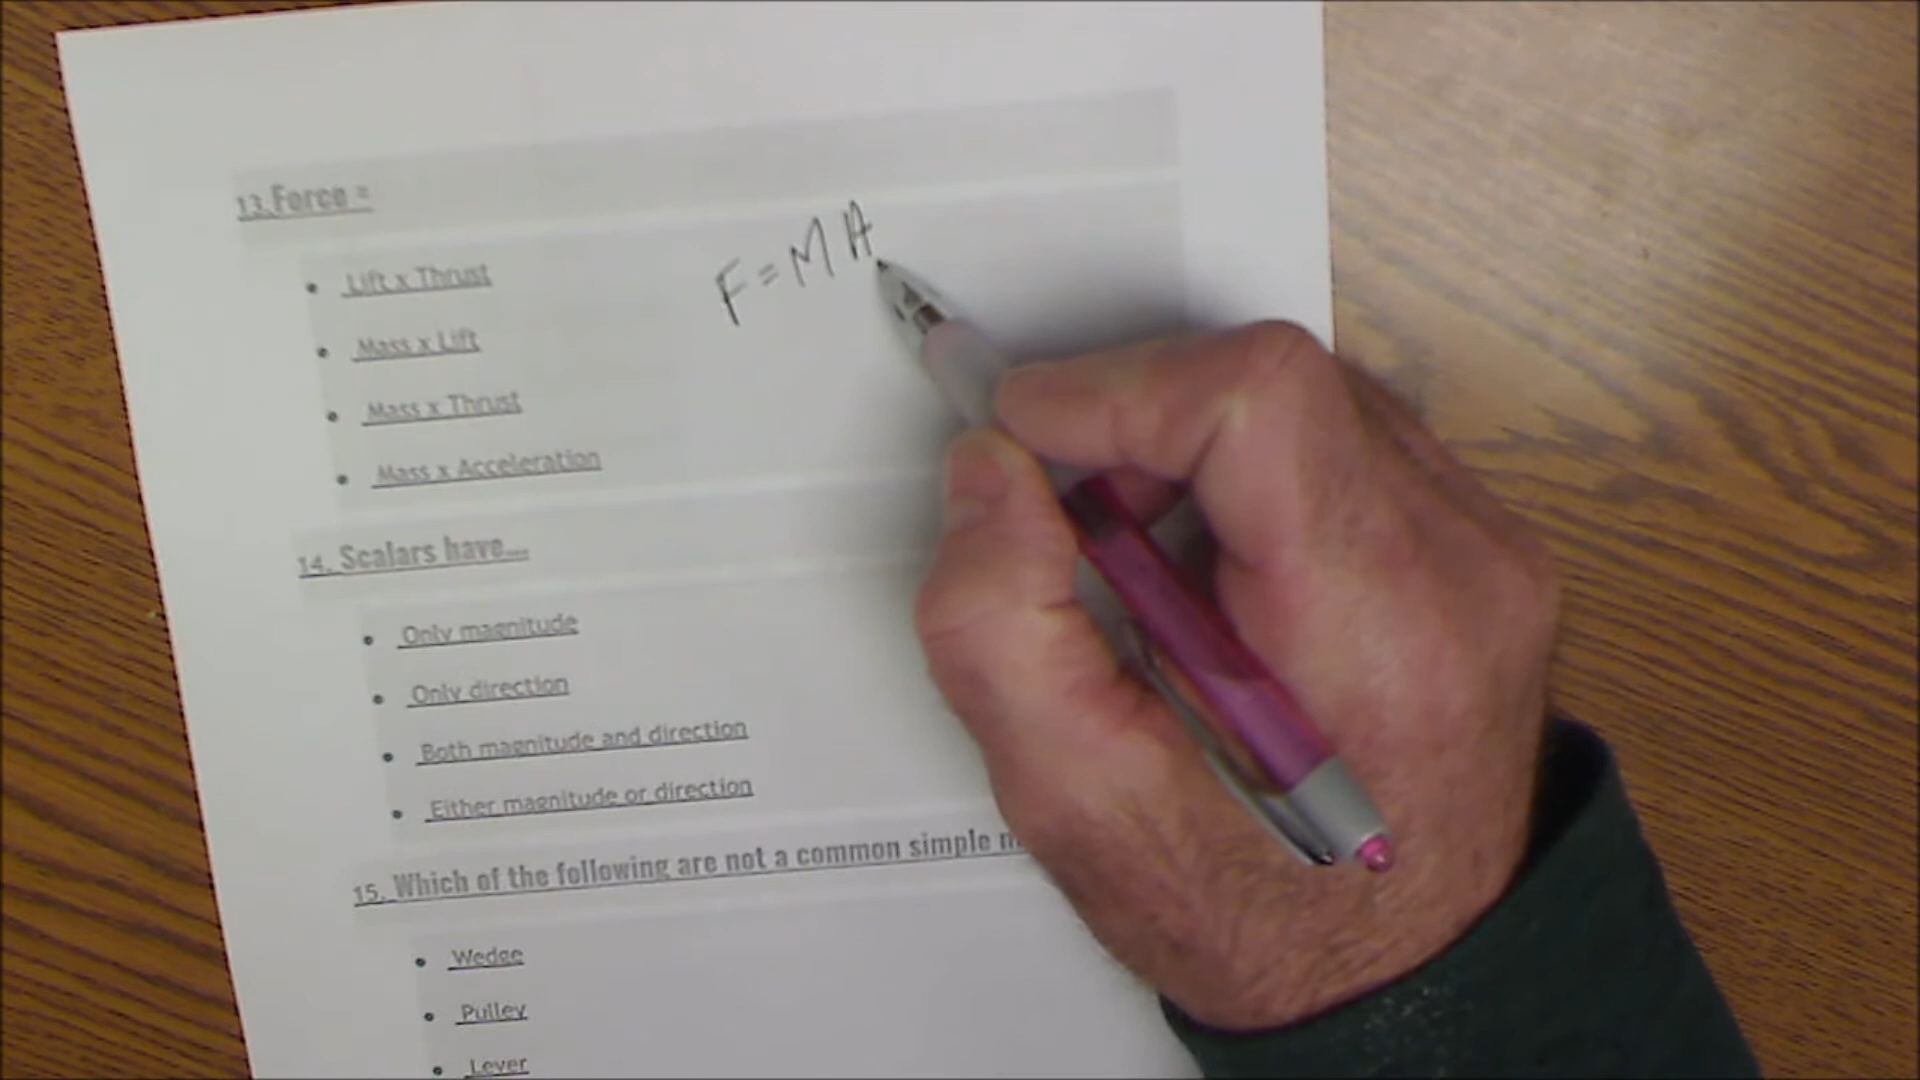 13. Force =
F = M A
Lift x Thrust
Mass x Lift
Mass x Thrust
Mass x Acceleration
14. Scalars have....
Only magnitude
Only direction
Both magnitude and direction
Either magnitude or direction
15. Which of the following are not a common simple
Wedge
Pulley
Lever